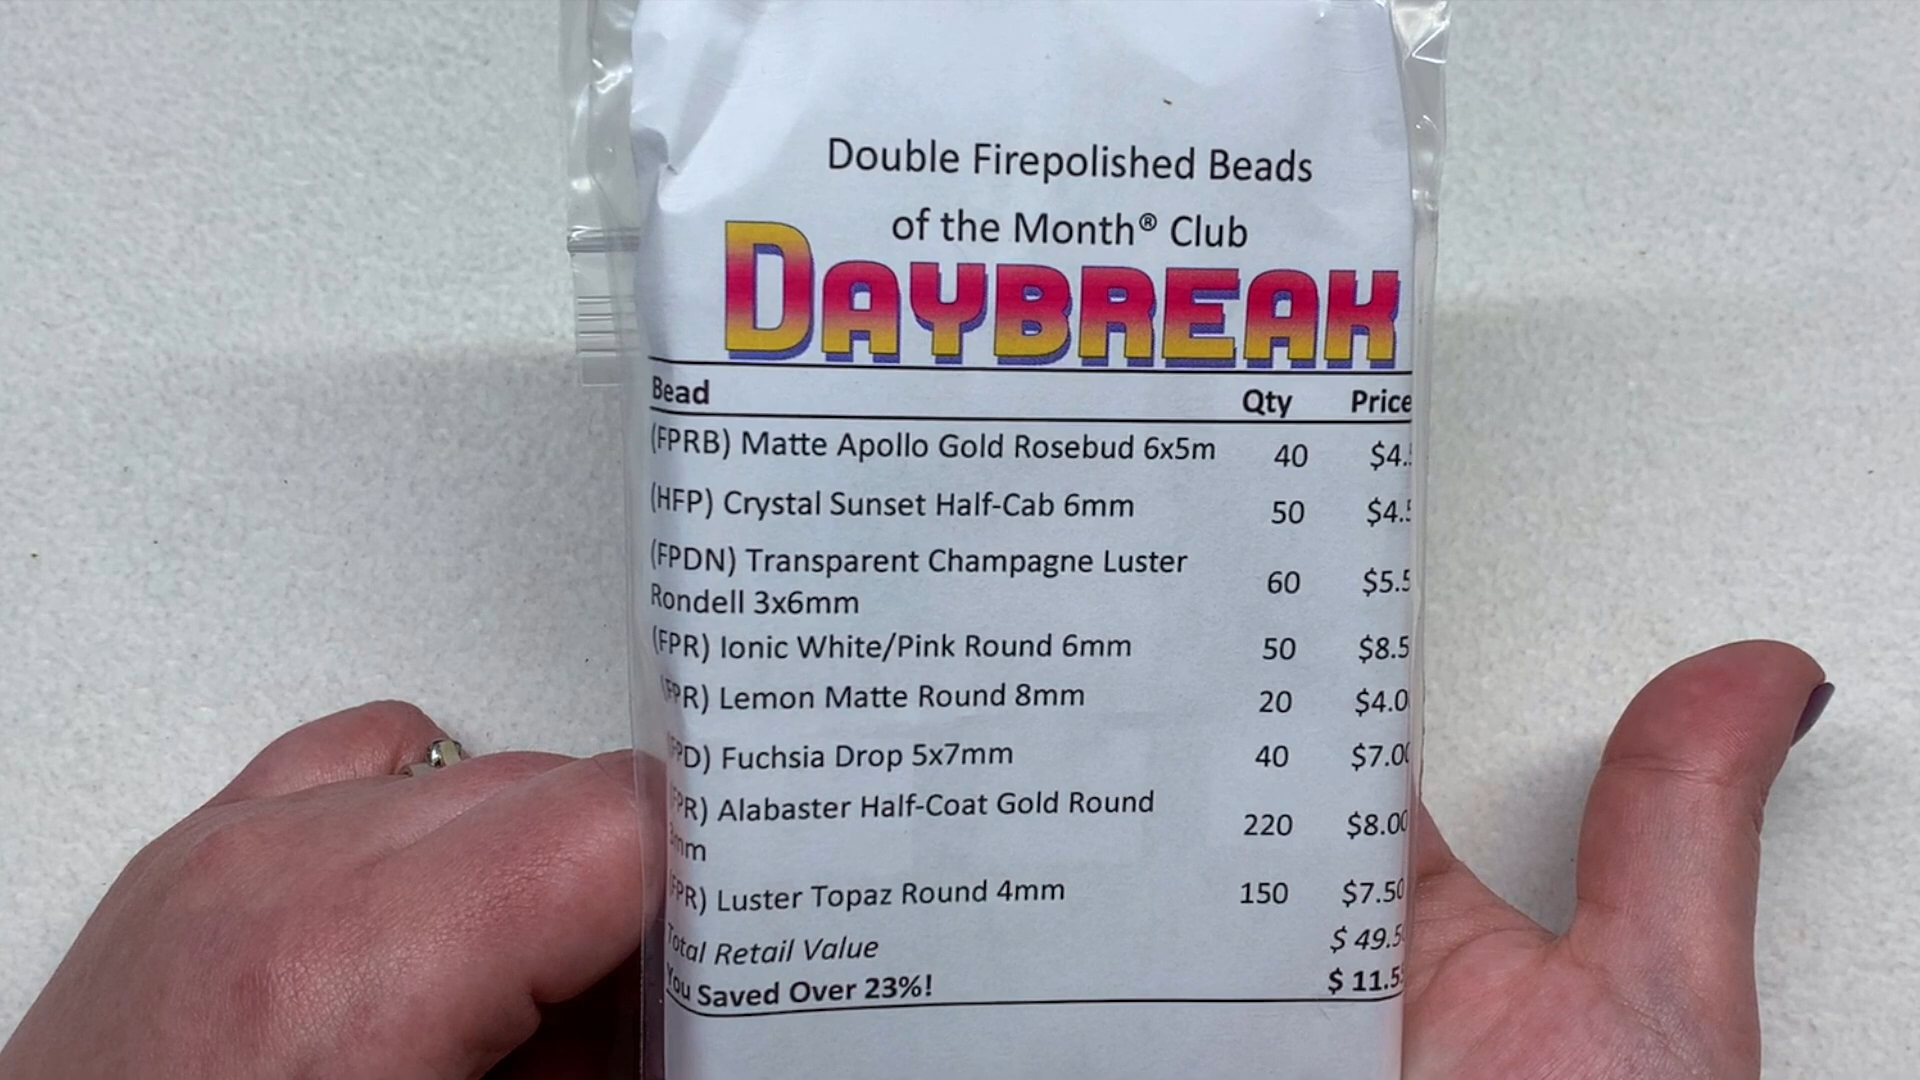 Double Firepolished Beads
of the Month® Club
DAYBREAK
Bead Qty Price
(FPRB) Matte Apollo Gold Rosebud 6x5m 40 $4.
(HFP) Crystal Sunset Half-Cab 6mm 50 $4.5
(FPDN) Transparent Champagne Luster
Rondell 3x6mm 60 $5.5
(FPR) Ionic White/Pink Round 6mm 50 $8.5
(FPR) Lemon Matte Round 8mm 20 $4.0
FPD) Fuchsia Drop 5x7mm 40 $7.00
FPR) Alabaster Half-Coat Gold Round
mm 220 $8.00
FPR) Luster Topaz Round 4mm 150 $7.50
Total Retail Value $ 49.5
You Saved Over 23%! $ 11.5